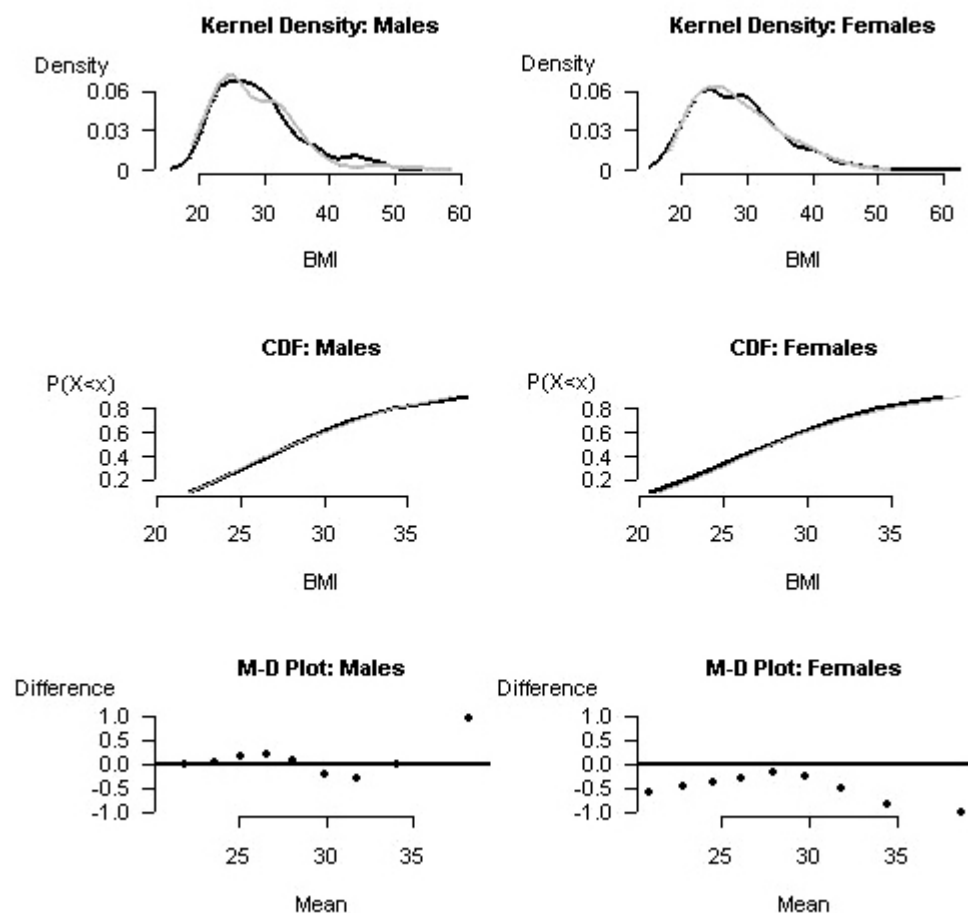 Kernel Density: Males
Density
0.06
0.03
0
20 30 40 50 60
BMI
Kernel Density: Females
Density
0.06
0.03
0
20 30 40 50 60
BMI
CDF: Males
P(X<x)
0.8
0.6
0.4
0.2
20 25 30 35
BMI
CDF: Females
P(X<x)
0.8
0.6
0.4
0.2
20 25 30 35
BMI
M-D Plot: Males
Difference
1.0
0.5
0.0
-0.5
-1.0
25 30 35
Mean
M-D Plot: Females
Difference
1.0
0.5
0.0
-0.5
-1.0
25 30 35
Mean